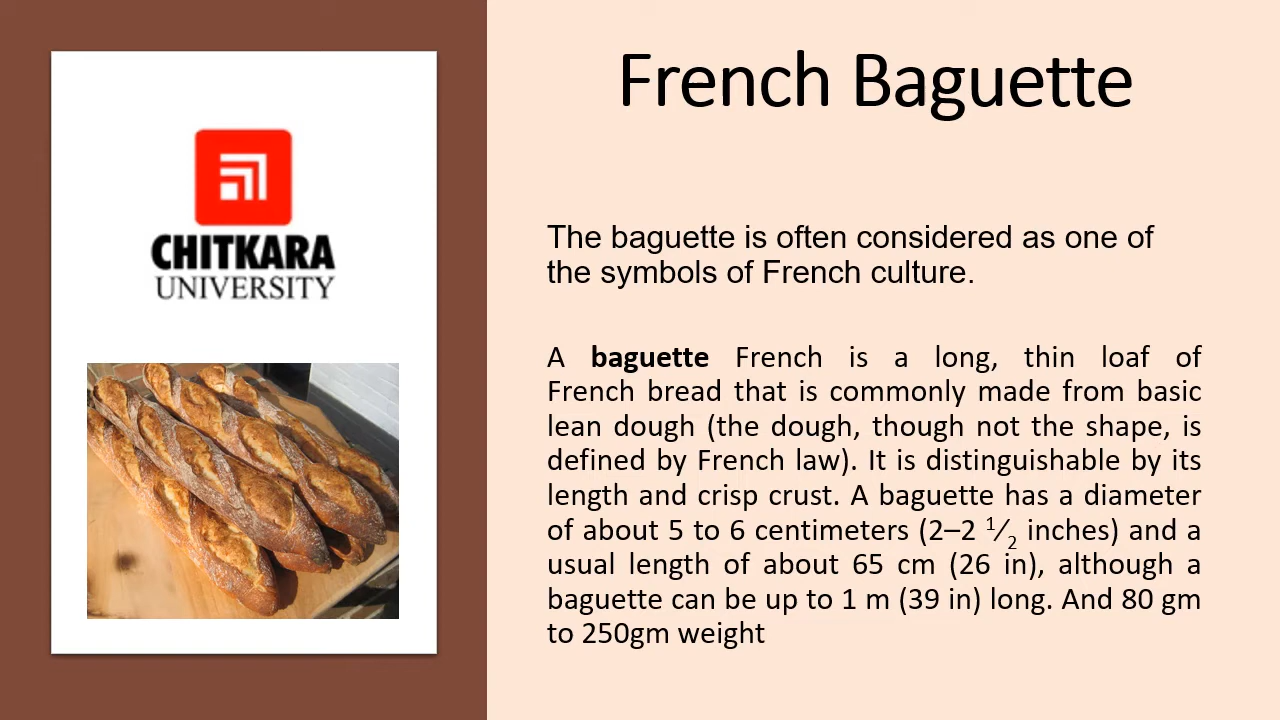 CHITKARA
UNIVERSITY
French Baguette
The baguette is often considered as one of
the symbols of French culture.
A baguette French is a long, thin loaf of
French bread that is commonly made from basic
lean dough (the dough, though not the shape, is
defined by French law). It is distinguishable by its
length and crisp crust. A baguette has a diameter
of about 5 to 6 centimeters (2–2 1⁄2 inches) and a
usual length of about 65 cm (26 in), although a
baguette can be up to 1 m (39 in) long. And 80 gm
to 250gm weight